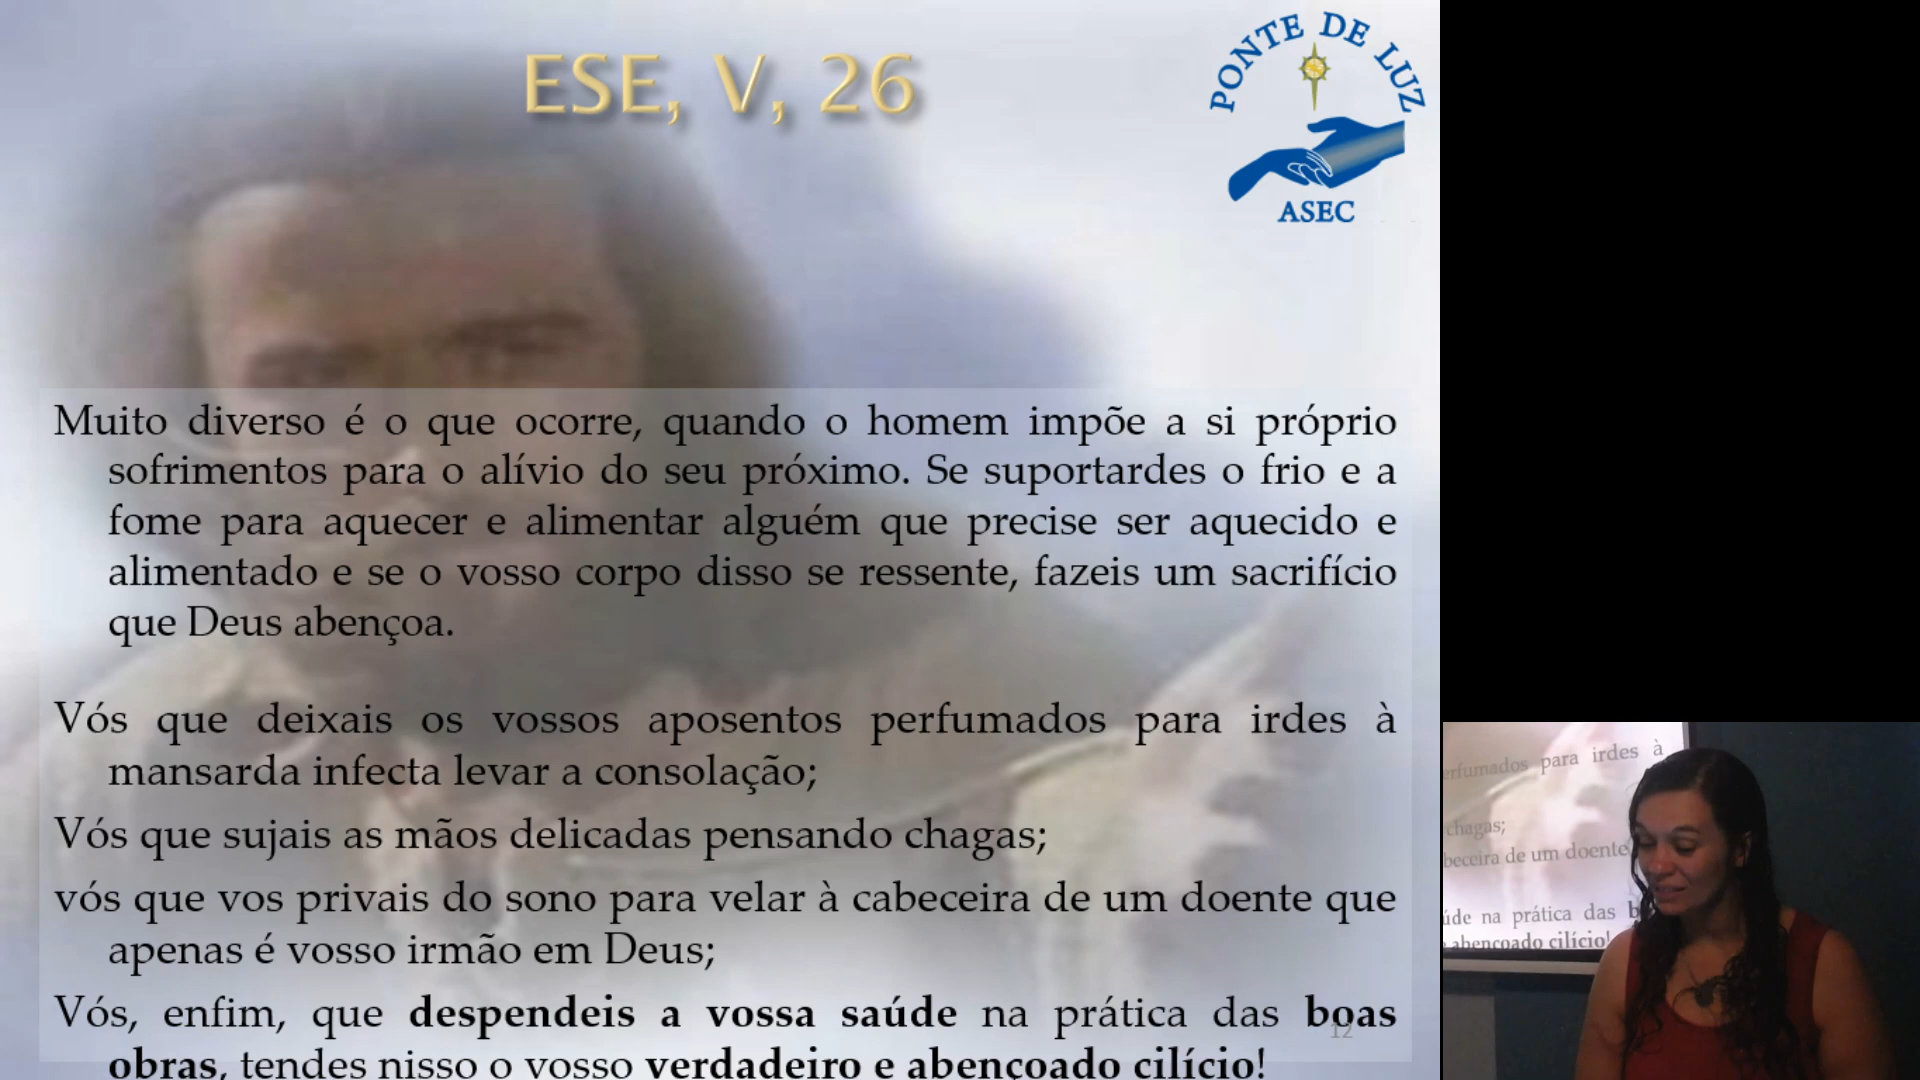 ESE, V, 26
PONTE DE LUZ
ASEC
Muito diverso é o que ocorre, quando o homem impõe a si próprio
sofrimentos para o alívio do seu próximo. Se suportardes o frio e a
fome para aquecer e alimentar alguém que precise ser aquecido e
alimentado e se o vosso corpo disso se ressente, fazeis um sacrifício
que Deus abençoa.
Vós que deixais os vossos aposentos perfumados para irdes à
mansarda infecta levar a consolação;
Vós que sujais as mãos delicadas pensando chagas;
vós que vos privais do sono para velar à cabeceira de um doente que
apenas é vosso irmão em Deus;
Vós, enfim, que despendeis a vossa saúde na prática das boas
obras, tendes nisso o vosso verdadeiro e abençoado cilício!
12
para irdes à
chagas;
de um doente
na prática das
abençoado cilício!